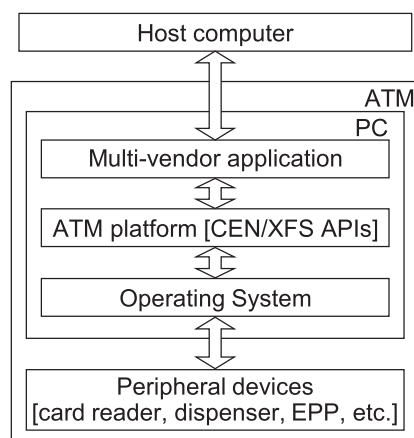 Host computer
ATM
PC
Multi-vendor application
ATM platform [CEN/XFS APIs]
Operating System
Peripheral devices
[card reader, dispenser, EPP, etc.]